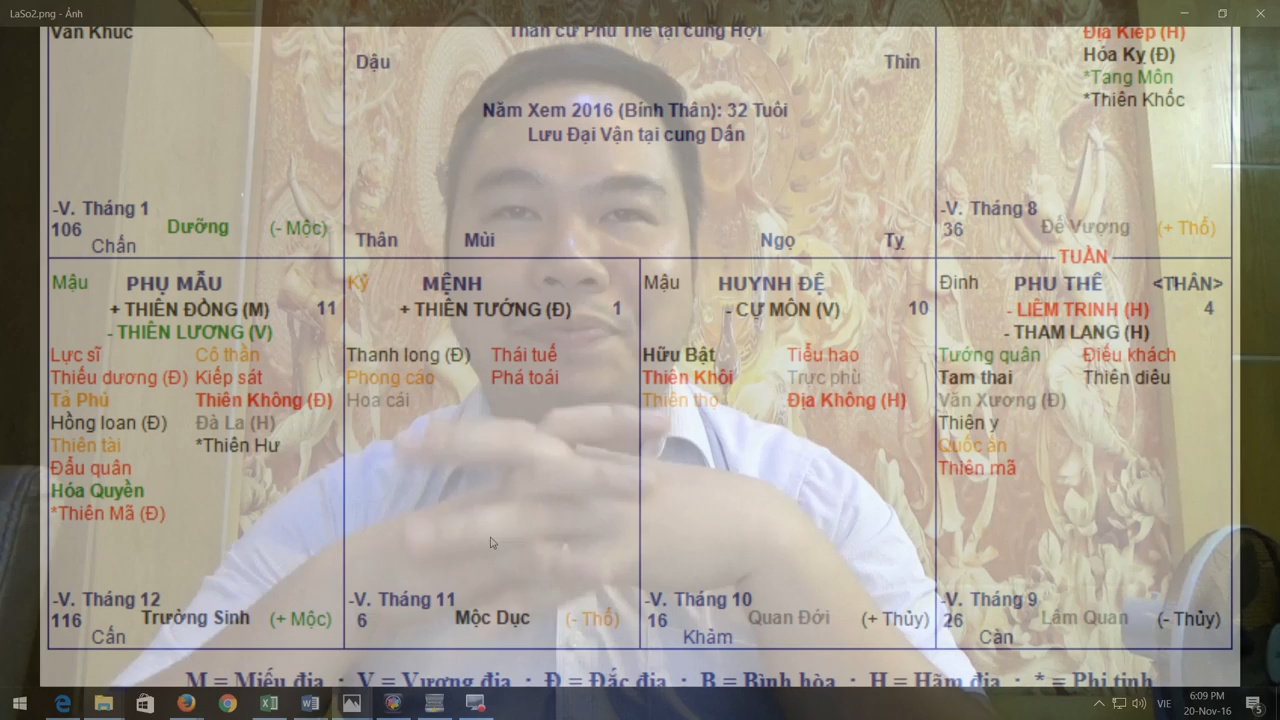 LaSo2.png - Ảnh
Văn Khúc
Thân cư Phu Thê tại cung Hợi
Địa Kiếp (H)
Hóa Kỵ (Đ)
*Tang Môn
*Thiên Khốc
Dậu
Thìn
Năm Xem 2016 (Bính Thân): 32 Tuổi
Lưu Đại Vận tại cung Dần
-V. Tháng 1
106
Dưỡng
(- Mộc)
Chấn
Thân
Mùi
Ngọ
Tỵ
-V. Tháng 8
36
Đế Vượng
(+ Thổ)
TUẦN
Mậu
PHỤ MẪU
+ THIÊN ĐỒNG (M)
11
- THIÊN LƯƠNG (V)
Lực sĩ
Cô thần
Thiếu dương (Đ)
Kiếp sát
Tả Phù
Thiên Không (Đ)
Hồng loan (Đ)
Đà La (H)
Thiên tài
*Thiên Hư
Đẩu quân
Hóa Quyền
*Thiên Mã (Đ)
-V. Tháng 12
116
Trường Sinh
(+ Mộc)
Cấn
Kỷ
MỆNH
+ THIÊN TƯỚNG (Đ)
1
Thanh long (Đ)
Thái tuế
Phong cáo
Phá toái
Hoa cái
-V. Tháng 11
6
Mộc Dục
(- Thổ)
Mậu
HUYNH ĐỆ
- CỰ MÔN (V)
10
Hữu Bật
Tiểu hao
Thiên Khôi
Trực phù
Thiên thọ
Địa Không (H)
-V. Tháng 10
16
Quan Đới
(+ Thủy)
Khảm
Đinh
PHU THÊ
<THÂN>
- LIÊM TRINH (H)
4
- THAM LANG (H)
Tướng quân
Điếu khách
Tam thai
Thiên diêu
Văn Xương (Đ)
Thiên y
Quốc ấn
Thiên mã
-V. Tháng 9
26
Lâm Quan
(- Thủy)
Càn
M = Miếu địa · V = Vượng địa · Đ = Đắc địa · B = Bình hòa · H = Hãm địa · * = Phi tinh
VIE
6:09 PM
20-Nov-16
5